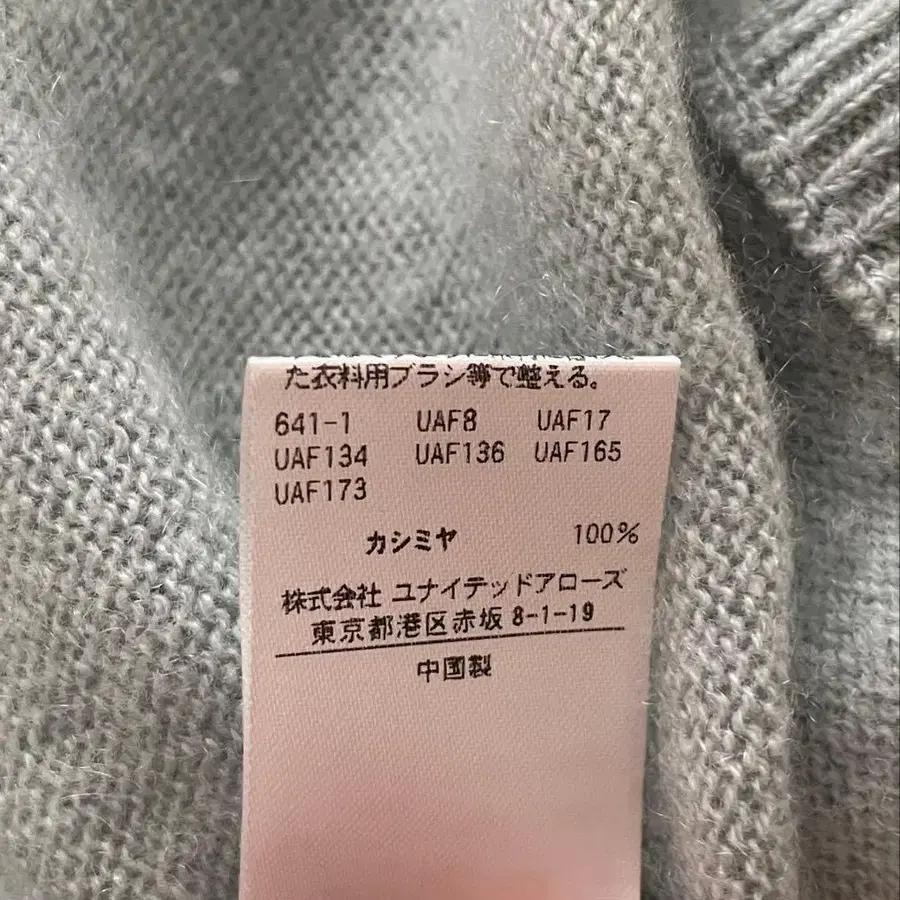 た衣料用ブラシ等で整える。
641-1 UAF8 UAF17
UAF134 UAF136 UAF165
UAF173
カシミヤ 100%
株式会社 ユナイテッドアローズ
東京都港区赤坂 8-1-19
中国製